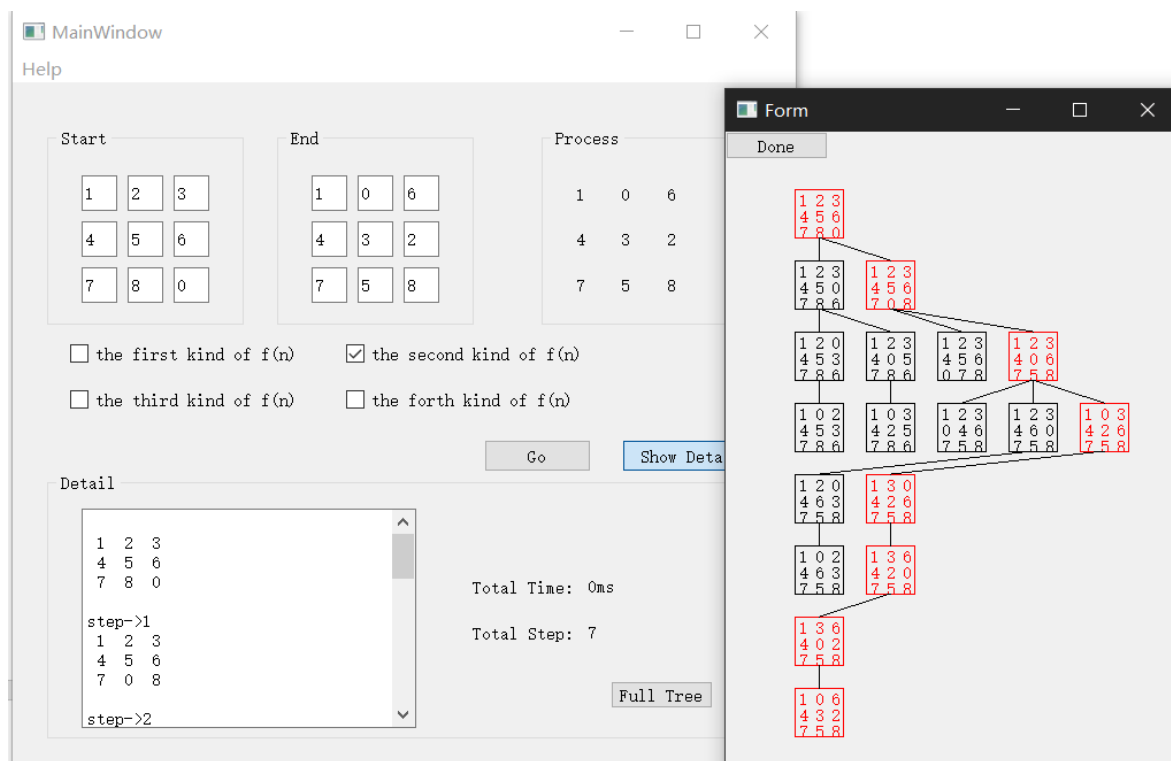 MainWindow
Help
Start
1 2 3
4 5 6
7 8 0
End
1 0 6
4 3 2
7 5 8
Process
1 0 6
4 3 2
7 5 8
the first kind of f(n)
the second kind of f(n)
the third kind of f(n)
the forth kind of f(n)
Go
Show Deta
Detail
1 2 3
4 5 6
7 8 0
step->1
1 2 3
4 5 6
7 0 8
step->2
Total Time: 0ms
Total Step: 7
Full Tree
Form
Done
1 2 3
4 5 6
7 8 0
1 2 3
4 5 0
7 8 6
1 2 3
4 5 6
7 0 8
1 2 0
4 5 3
7 8 6
1 2 3
4 0 5
7 8 6
1 2 3
4 5 6
0 7 8
1 2 3
4 0 6
7 5 8
1 0 2
4 5 3
7 8 6
1 0 3
4 2 5
7 8 6
1 2 3
0 4 6
7 5 8
1 2 3
4 6 0
7 5 8
1 0 3
4 2 6
7 5 8
1 2 0
4 6 3
7 5 8
1 3 0
4 2 6
7 5 8
1 0 2
4 6 3
7 5 8
1 3 6
4 2 0
7 5 8
1 3 6
4 0 2
7 5 8
1 0 6
4 3 2
7 5 8